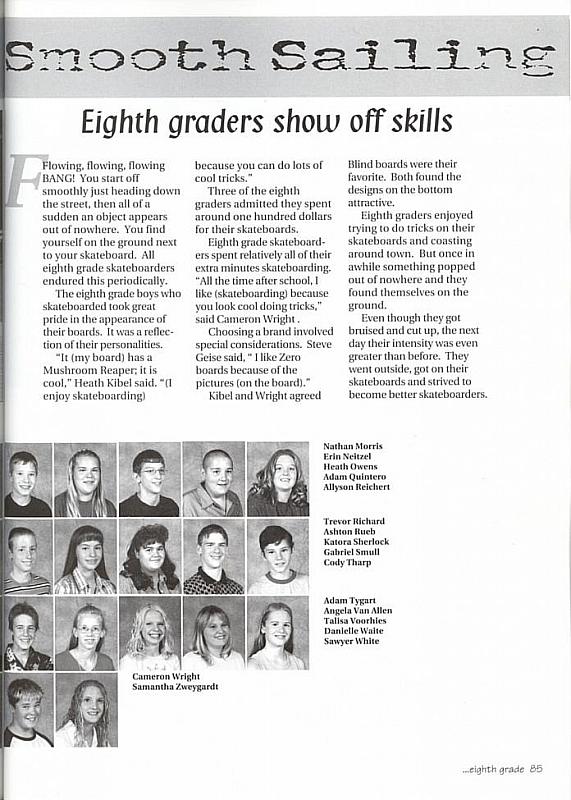 Smooth Sailing
Eighth graders show off skills
Flowing, flowing, flowing
BANG! You start off
smoothly just heading down
the street, then all of a
sudden an object appears
out of nowhere. You find
yourself on the ground next
to your skateboard. All
eighth grade skateboarders
endured this periodically.
The eighth grade boys who
skateboarded took great
pride in the appearance of
their boards. It was a reflec-
tion of their personalities.
"It (my board) has a
Mushroom Reaper; it is
cool," Heath Kibel said. "(I
enjoy skateboarding)
because you can do lots of
cool tricks."
Three of the eighth
graders admitted they spent
around one hundred dollars
for their skateboards.
Eighth grade skateboard-
ers spent relatively all of their
extra minutes skateboarding.
"All the time after school, I
like (skateboarding) because
you look cool doing tricks,"
said Cameron Wright .
Choosing a brand involved
special considerations. Steve
Geise said, " I like Zero
boards because of the
pictures (on the board)."
Kibel and Wright agreed
Blind boards were their
favorite. Both found the
designs on the bottom
attractive.
Eighth graders enjoyed
trying to do tricks on their
skateboards and coasting
around town. But once in
awhile something popped
out of nowhere and they
found themselves on the
ground.
Even though they got
bruised and cut up, the next
day their intensity was even
greater than before. They
went outside, got on their
skateboards and strived to
become better skateboarders.
Nathan Morris
Erin Neitzel
Heath Owens
Adam Quintero
Allyson Reichert
Trevor Richard
Ashton Rueb
Katora Sherlock
Gabriel Smull
Cody Tharp
Adam Tygart
Angela Van Allen
Talisa Voorhies
Danielle Waite
Sawyer White
Cameron Wright
Samantha Zweygardt
...eighth grade 85